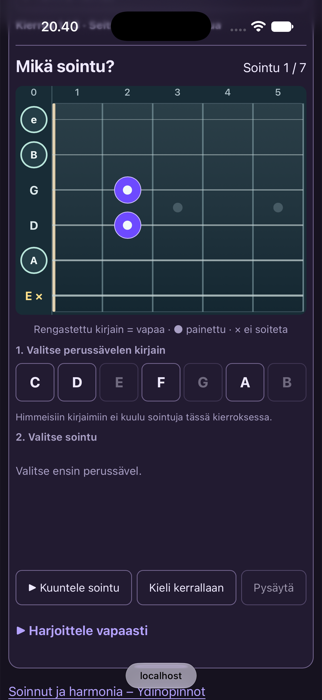 20.40
Mikä sointu?
Sointu 1 / 7
0 1 2 3 4 5
e
B
G
D
A
E ×
Rengastettu kirjain = vapaa · ● painettu · × ei soiteta
1. Valitse perussävelen kirjain
C D E F G A B
Himmeisiin kirjaimiin ei kuulu sointuja tässä kierroksessa.
2. Valitse sointu
Valitse ensin perussävel.
▶ Kuuntele sointu
Kieli kerrallaan
Pysäytä
▶ Harjoittele vapaasti
localhost
Soinnut ja harmonia – Ydinopinnot